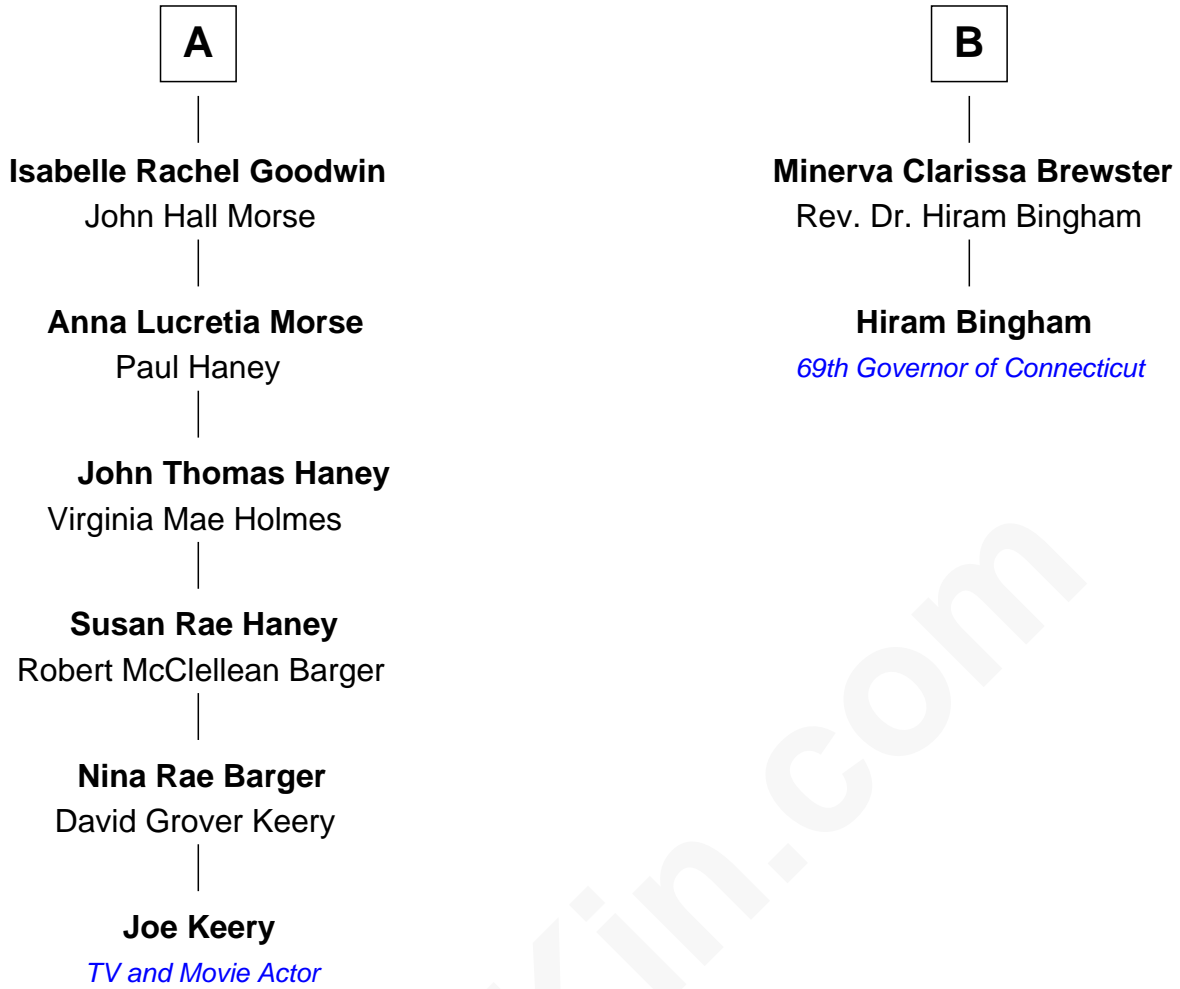 A
Isabelle Rachel Goodwin
John Hall Morse
Anna Lucretia Morse
Paul Haney
John Thomas Haney
Virginia Mae Holmes
Susan Rae Haney
Robert McClellean Barger
Nina Rae Barger
David Grover Keery
Joe Keery
TV and Movie Actor
B
Minerva Clarissa Brewster
Rev. Dr. Hiram Bingham
Hiram Bingham
69th Governor of Connecticut
Kin.com